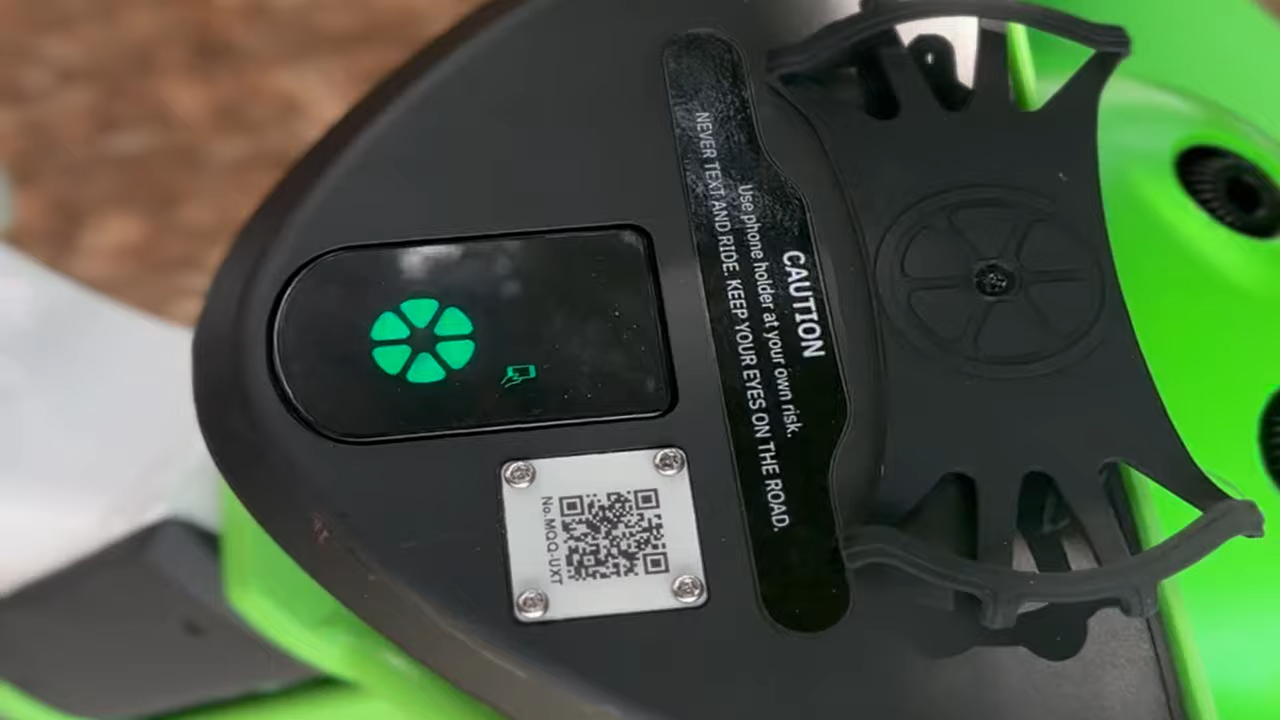 CAUTION
Use phone holder at your own risk.
NEVER TEXT AND RIDE. KEEP YOUR EYES ON THE ROAD.
No.MQQ-UXT